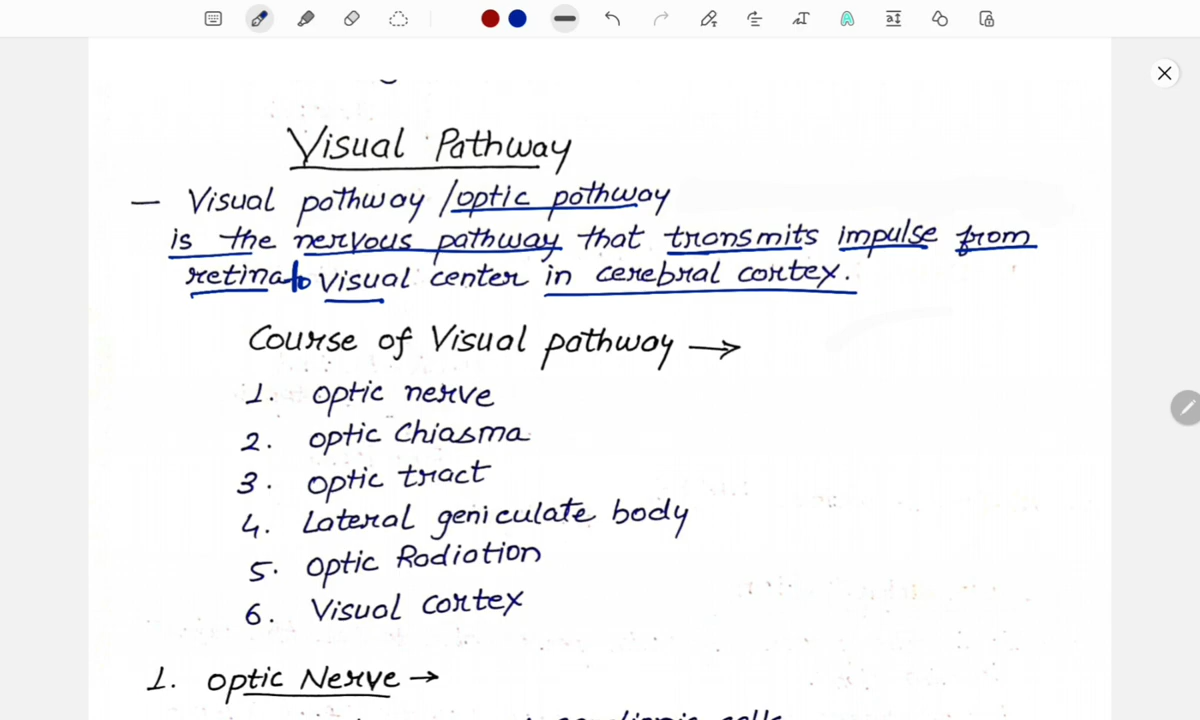 Visual Pathway
— Visual pathway / optic pathway
is the nervous pathway that transmits impulse from
retina to visual center in cerebral cortex.
Course of Visual pathway →
1. optic nerve
2. optic Chiasma
3. optic tract
4. Lateral geniculate body
5. optic Radiation
6. Visual cortex
1. optic Nerve →